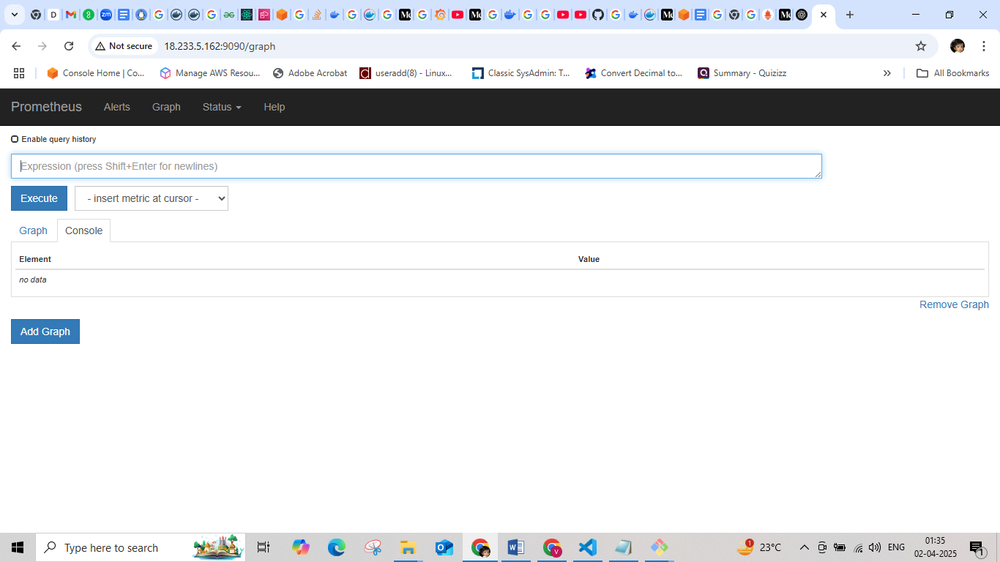 Not secure
18.233.5.162:9090/graph
Console Home | Co...
Manage AWS Resou...
Adobe Acrobat
useradd(8) - Linux...
Classic SysAdmin: T...
Convert Decimal to...
Summary - Quizizz
All Bookmarks
Prometheus Alerts Graph Status Help
Enable query history
Expression (press Shift+Enter for newlines)
Execute - insert metric at cursor -
Graph Console
Element Value
no data
Remove Graph
Add Graph
Type here to search
23°C
ENG
01:35
02-04-2025